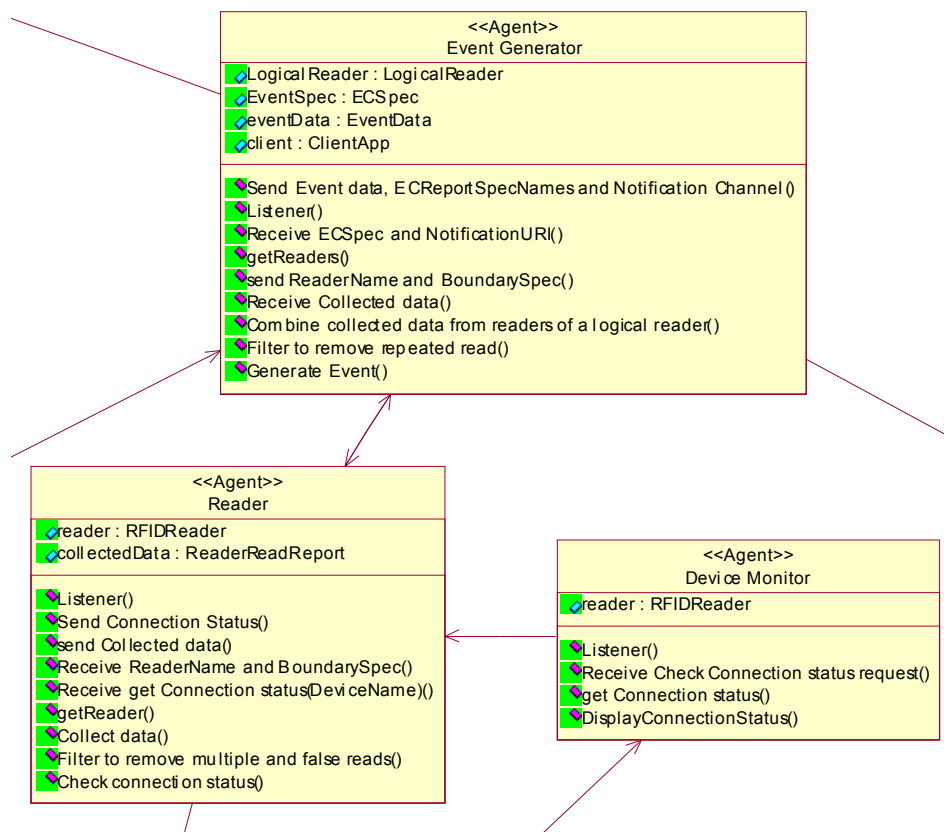 <<Agent>>
Event Generator
LogicalReader : LogicalReader
EventSpec : ECSpec
eventData : EventData
client : ClientApp
Send Event data, ECReportSpecNames and Notification Channel()
Listener()
Receive ECSpec and NotificationURI()
getReaders()
send ReaderName and BoundarySpec()
Receive Collected data()
Combine collected data from readers of a logical reader()
Filter to remove repeated read()
Generate Event()
<<Agent>>
Reader
reader : RFIDReader
collectedData : ReaderReadReport
Listener()
Send Connection Status()
send Collected data()
Receive ReaderName and BoundarySpec()
Receive get Connection status(DeviceName)()
getReader()
Collect data()
Filter to remove multiple and false reads()
Check connection status()
<<Agent>>
Device Monitor
reader : RFIDReader
Listener()
Receive Check Connection status request()
get Connection status()
DisplayConnectionStatus()